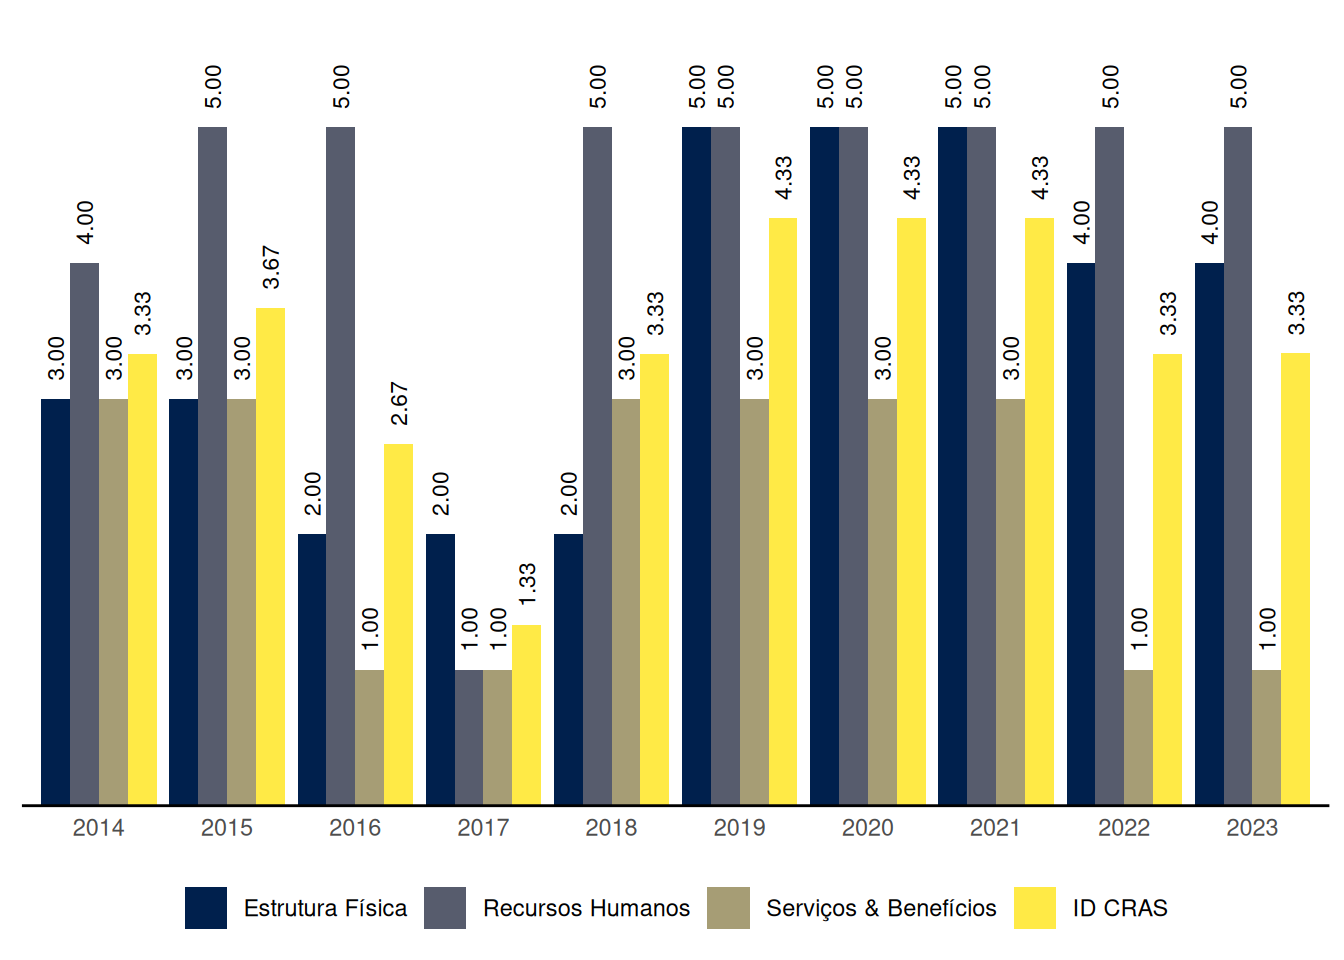 3.00 4.00 3.00 3.33 3.00 5.00 3.00 3.67 2.00 5.00 1.00 2.67 2.00 1.00 1.00 1.33 2.00 5.00 3.00 3.33 5.00 5.00 3.00 4.33 5.00 5.00 3.00 4.33 5.00 5.00 3.00 4.33 4.00 5.00 1.00 3.33 4.00 5.00 1.00 3.33
2014 2015 2016 2017 2018 2019 2020 2021 2022 2023
Estrutura Física Recursos Humanos Serviços & Benefícios ID CRAS